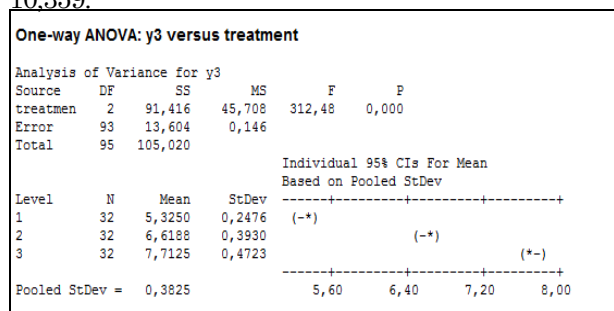 10,339.
One-way ANOVA: y3 versus treatment
Analysis of Variance for y3
Source DF SS MS F P
treatmen 2 91,416 45,708 312,48 0,000
Error 93 13,604 0,146
Total 95 105,020
Individual 95% CIs For Mean
Based on Pooled StDev
Level N Mean StDev ------+---------+---------+---------+
1 32 5,3250 0,2476 (-*)
2 32 6,6188 0,3930 (-*)
3 32 7,7125 0,4723 (*-)
------+---------+---------+---------+
Pooled StDev = 0,3825 5,60 6,40 7,20 8,00